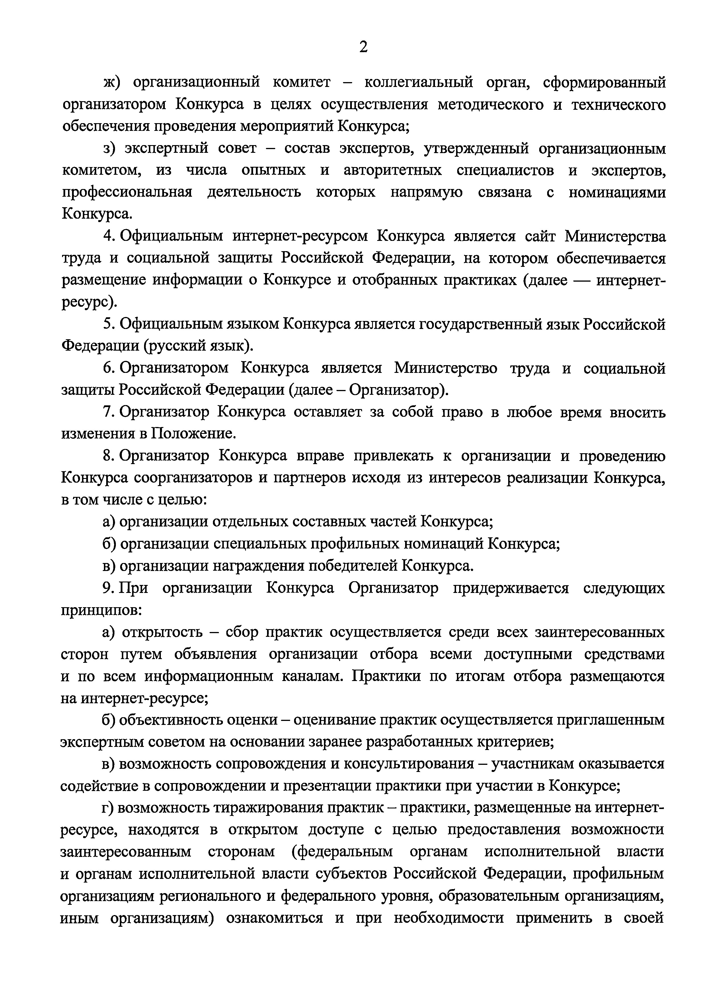 2
ж) организационный комитет – коллегиальный орган, сформированный
организатором Конкурса в целях осуществления методического и технического
обеспечения проведения мероприятий Конкурса;
з) экспертный совет – состав экспертов, утвержденный организационным
комитетом, из числа опытных и авторитетных специалистов и экспертов,
профессиональная деятельность которых напрямую связана с номинациями
Конкурса.
4. Официальным интернет-ресурсом Конкурса является сайт Министерства
труда и социальной защиты Российской Федерации, на котором обеспечивается
размещение информации о Конкурсе и отобранных практиках (далее — интернет-
ресурс).
5. Официальным языком Конкурса является государственный язык Российской
Федерации (русский язык).
6. Организатором Конкурса является Министерство труда и социальной
защиты Российской Федерации (далее – Организатор).
7. Организатор Конкурса оставляет за собой право в любое время вносить
изменения в Положение.
8. Организатор Конкурса вправе привлекать к организации и проведению
Конкурса соорганизаторов и партнеров исходя из интересов реализации Конкурса,
в том числе с целью:
а) организации отдельных составных частей Конкурса;
б) организации специальных профильных номинаций Конкурса;
в) организации награждения победителей Конкурса.
9. При организации Конкурса Организатор придерживается следующих
принципов:
а) открытость – сбор практик осуществляется среди всех заинтересованных
сторон путем объявления организации отбора всеми доступными средствами
и по всем информационным каналам. Практики по итогам отбора размещаются
на интернет-ресурсе;
б) объективность оценки – оценивание практик осуществляется приглашенным
экспертным советом на основании заранее разработанных критериев;
в) возможность сопровождения и консультирования – участникам оказывается
содействие в сопровождении и презентации практики при участии в Конкурсе;
г) возможность тиражирования практик – практики, размещенные на интернет-
ресурсе, находятся в открытом доступе с целью предоставления возможности
заинтересованным сторонам (федеральным органам исполнительной власти
и органам исполнительной власти субъектов Российской Федерации, профильным
организациям регионального и федерального уровня, образовательным организациям,
иным организациям) ознакомиться и при необходимости применить в своей